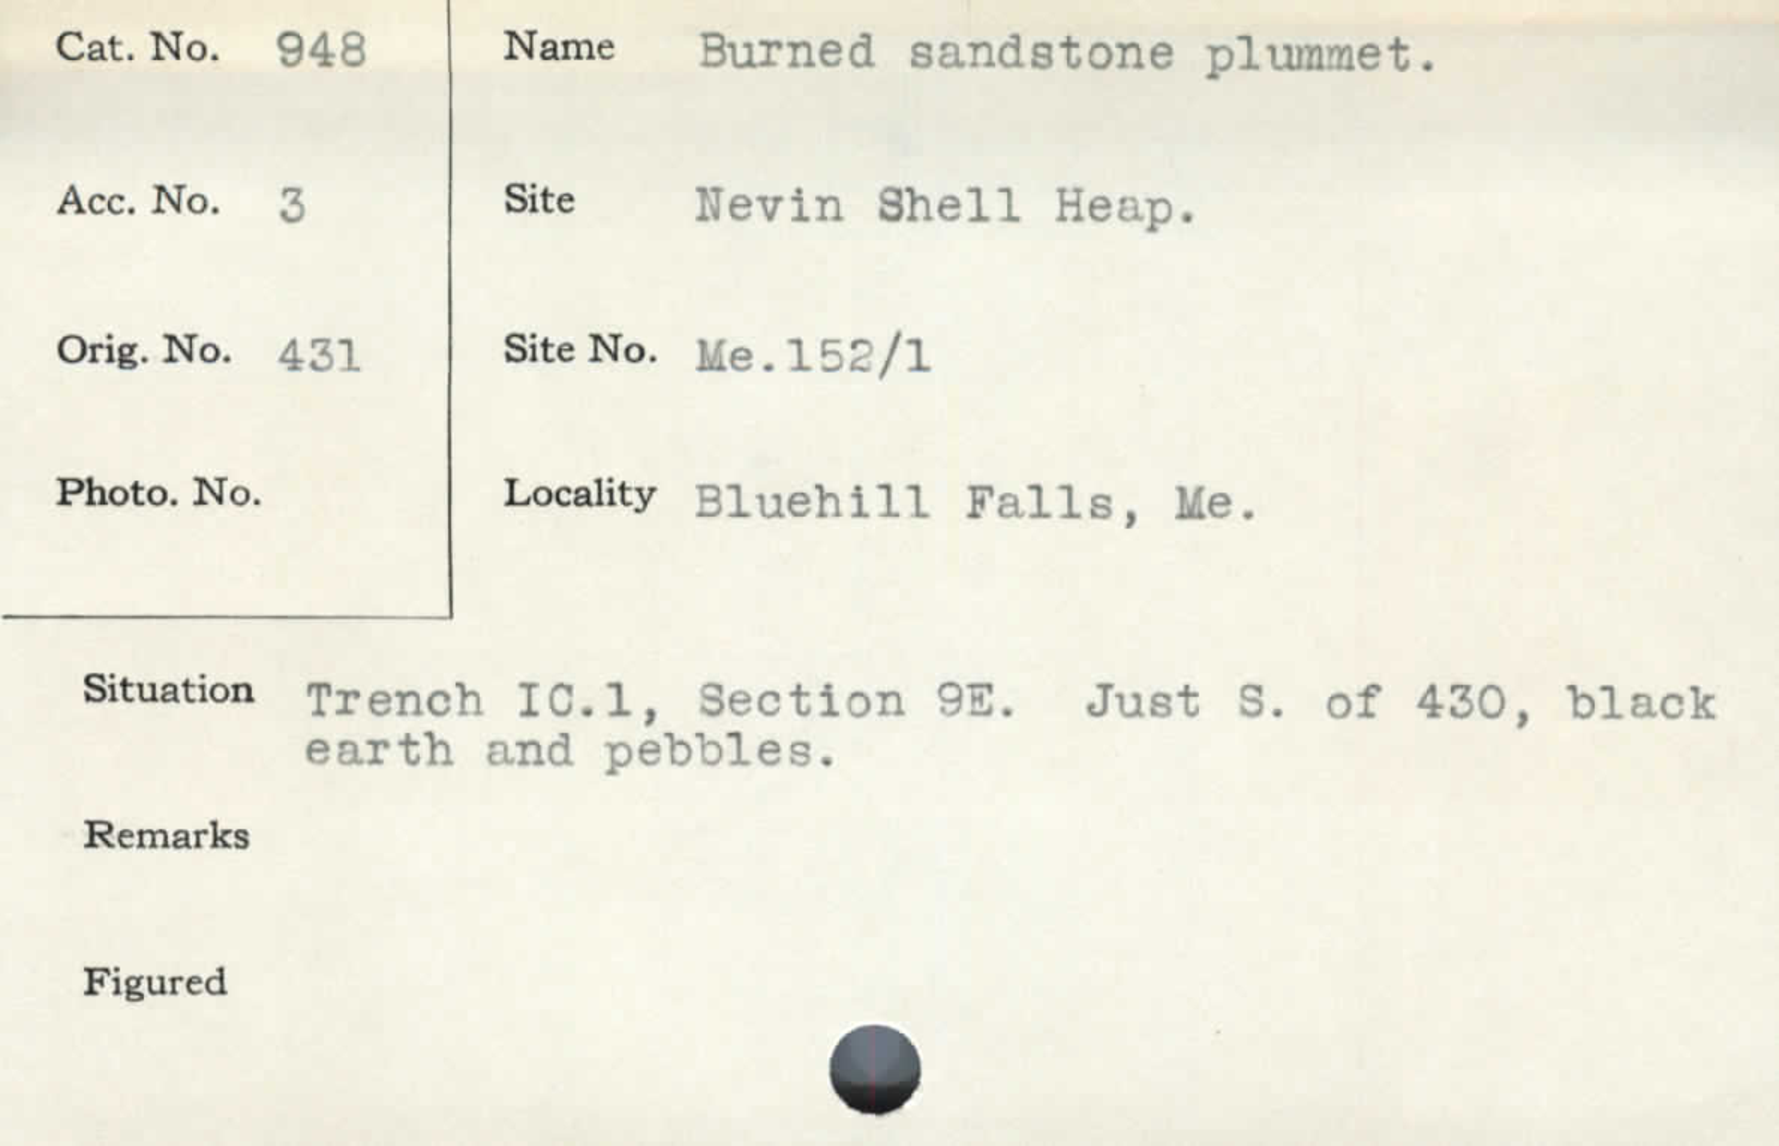 Cat. No. 948 Name Burned sandstone plummet.
Acc. No. 3 Site Nevin Shell Heap.
Orig. No. 431 Site No. Me.152/1
Photo. No. Locality Bluehill Falls, Me.
Situation Trench IC.1, Section 9E. Just S. of 430, black
earth and pebbles.
Remarks
Figured